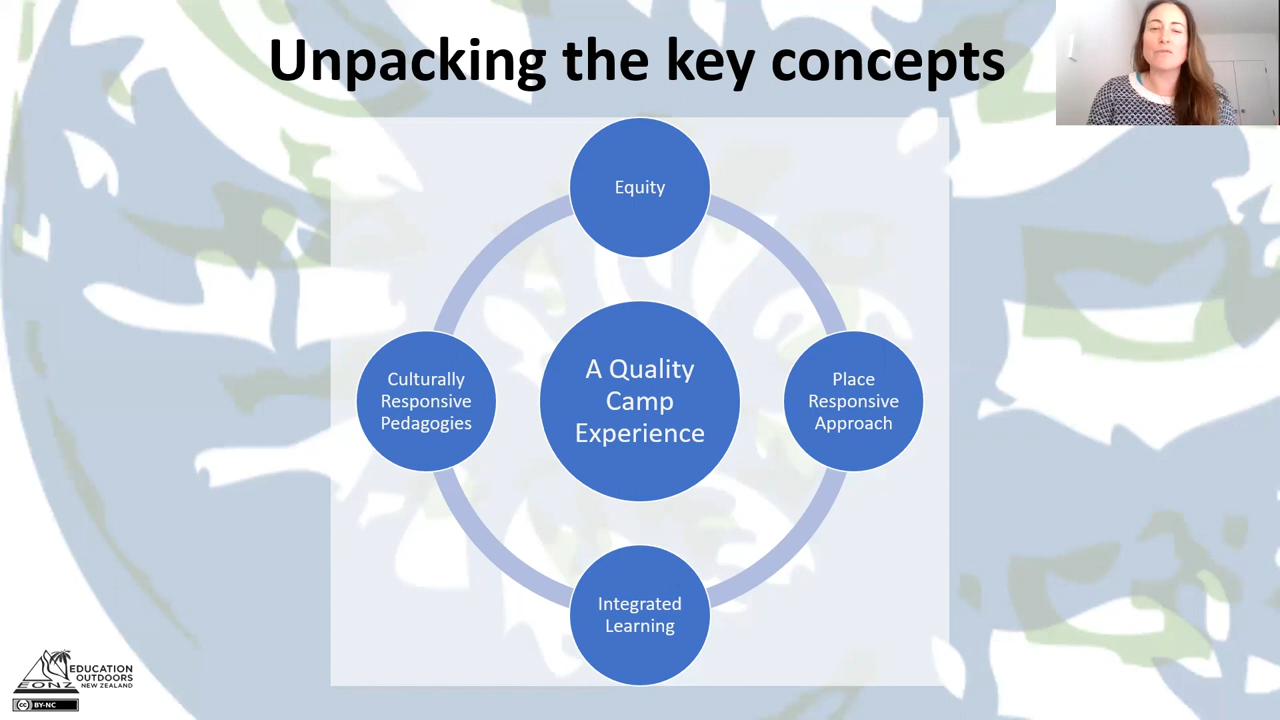 Unpacking the key concepts
Equity
Culturally
Responsive
Pedagogies
A Quality
Camp
Experience
Place
Responsive
Approach
Integrated
Learning
EONZ
EDUCATION
OUTDOORS
NEW ZEALAND
cc BY-NC